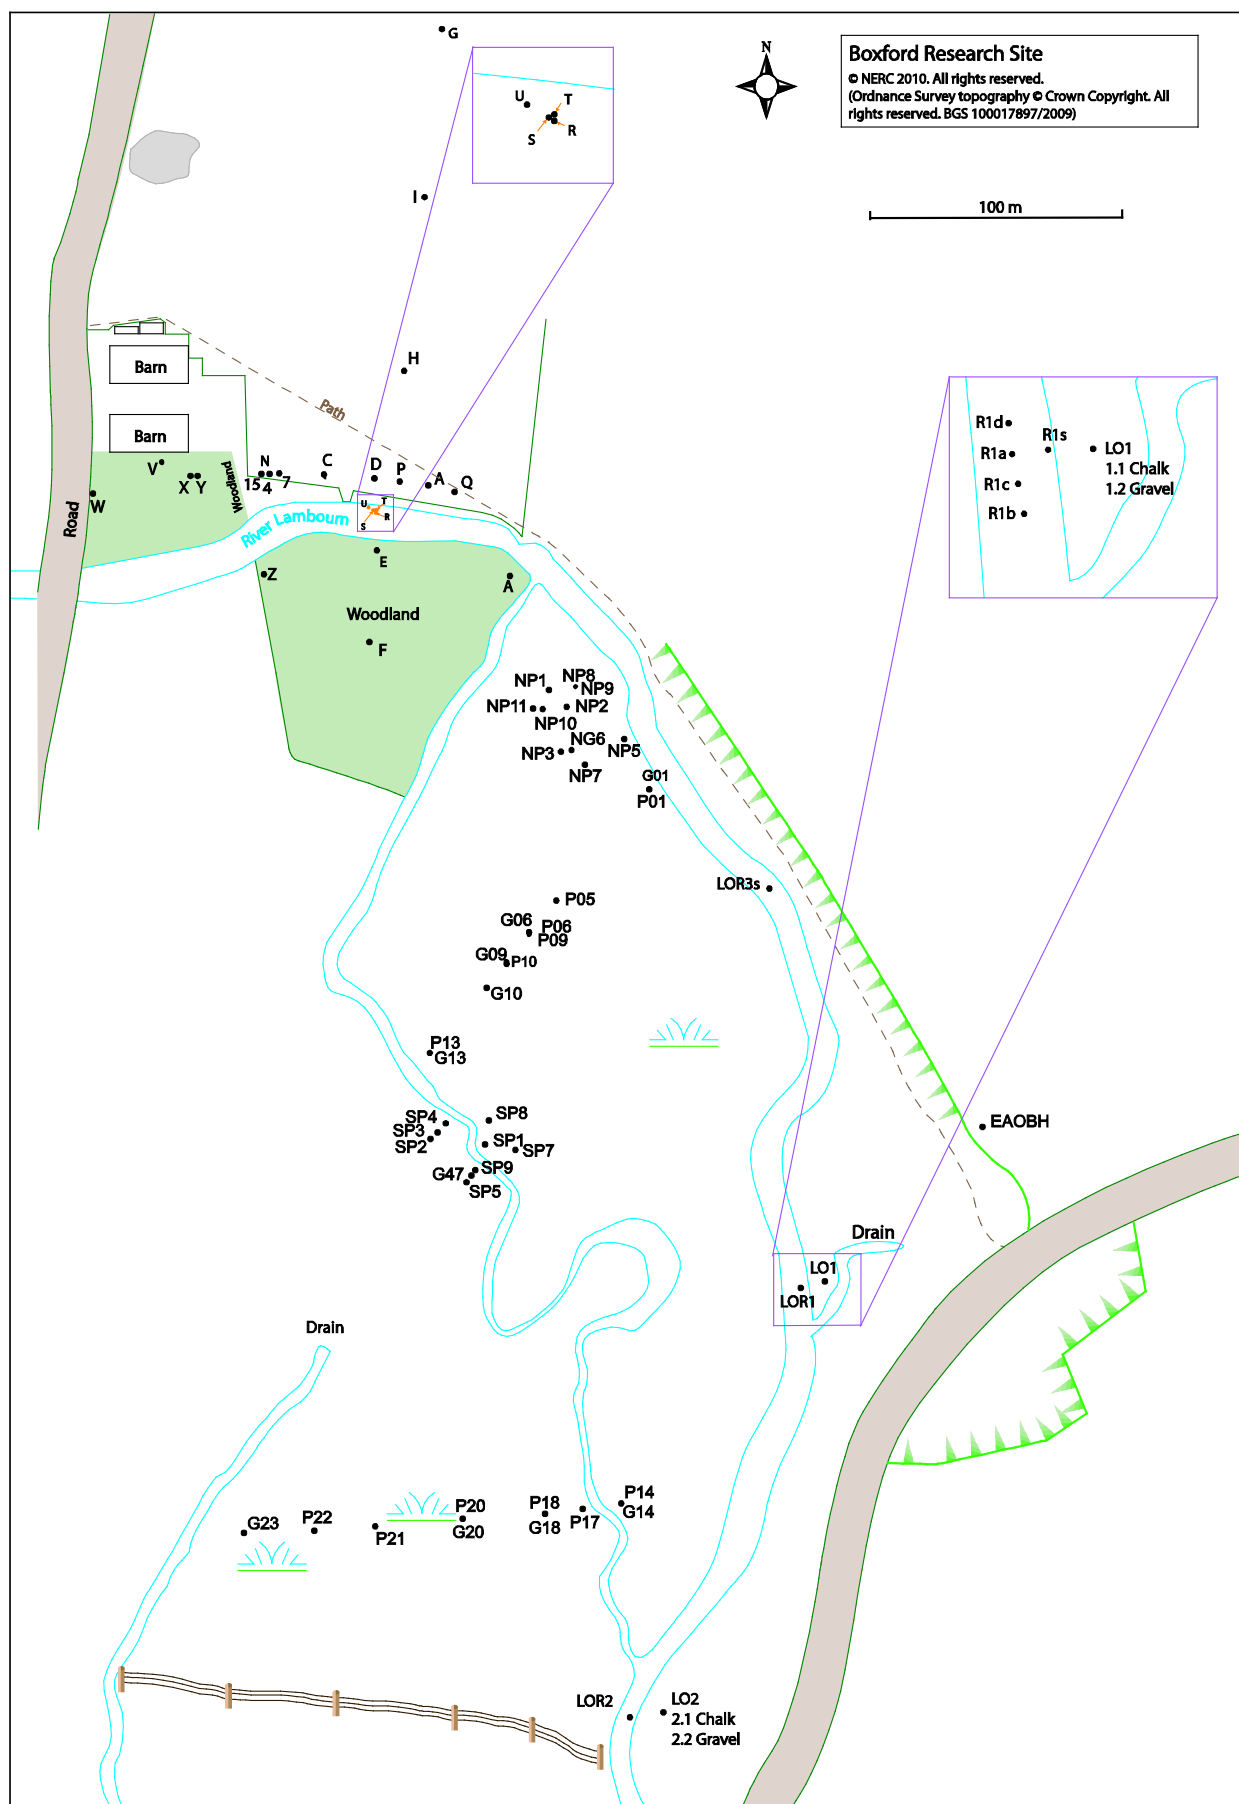 G
N
Boxford Research Site
© NERC 2010. All rights reserved.
(Ordnance Survey topography © Crown Copyright. All
rights reserved. BGS 100017897/2009)
U
T
S
R
I
100 m
Barn
H
Path
Barn
V
X Y
W
Woodland
N
15 4 7
C
D
P
A
Q
U
T
S
R
Road
River Lambourn
E
Z
A
Woodland
F
R1d
R1a
R1c
R1b
R1s
LO1
1.1 Chalk
1.2 Gravel
NP1
NP8
NP9
NP11
NP10
NP2
NP3
NG6
NP5
NP7
G01
P01
LOR3s
P05
G06
P06
P09
G09
P10
G10
P13
G13
SP4
SP3
SP2
SP8
SP1
SP7
SP9
G47
SP5
EAOBH
Drain
LO1
LOR1
Drain
G23
P22
P21
P20
G20
P18
G18
P17
P14
G14
LOR2
LO2
2.1 Chalk
2.2 Gravel